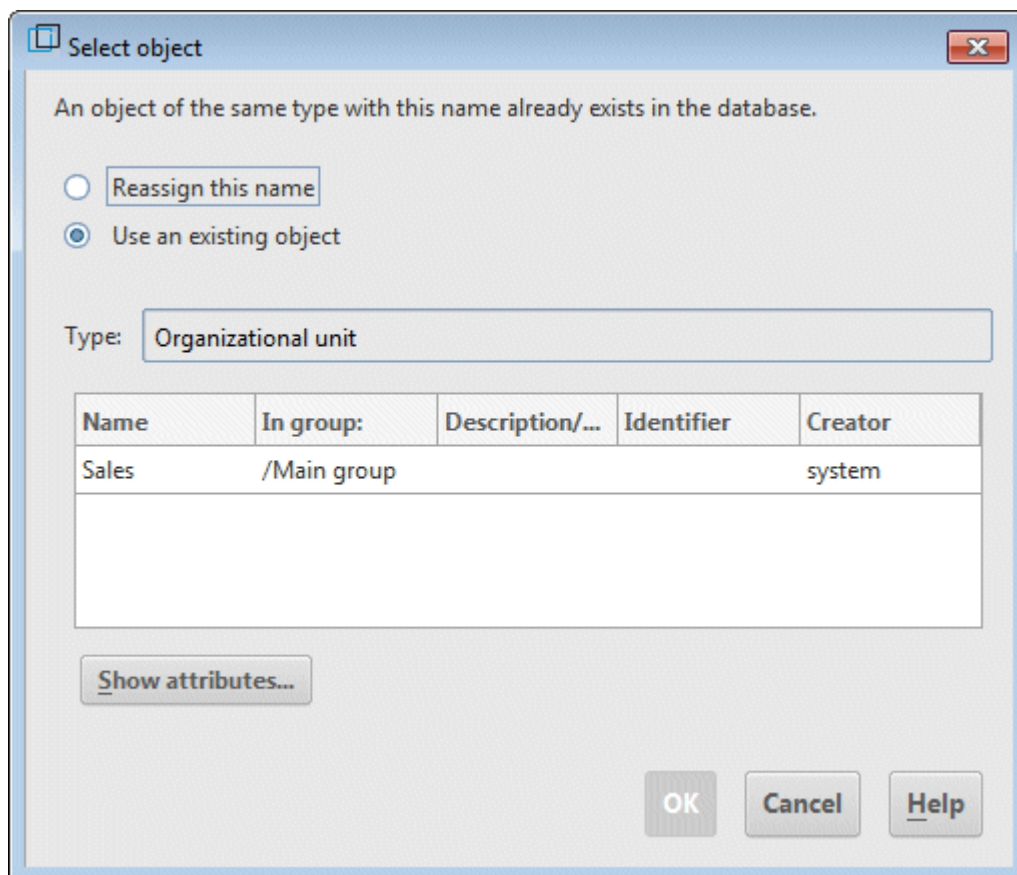 Select object
An object of the same type with this name already exists in the database.
Reassign this name
Use an existing object
Type: Organizational unit
Name In group: Description/... Identifier Creator
Sales /Main group system
Show attributes...
OK Cancel Help